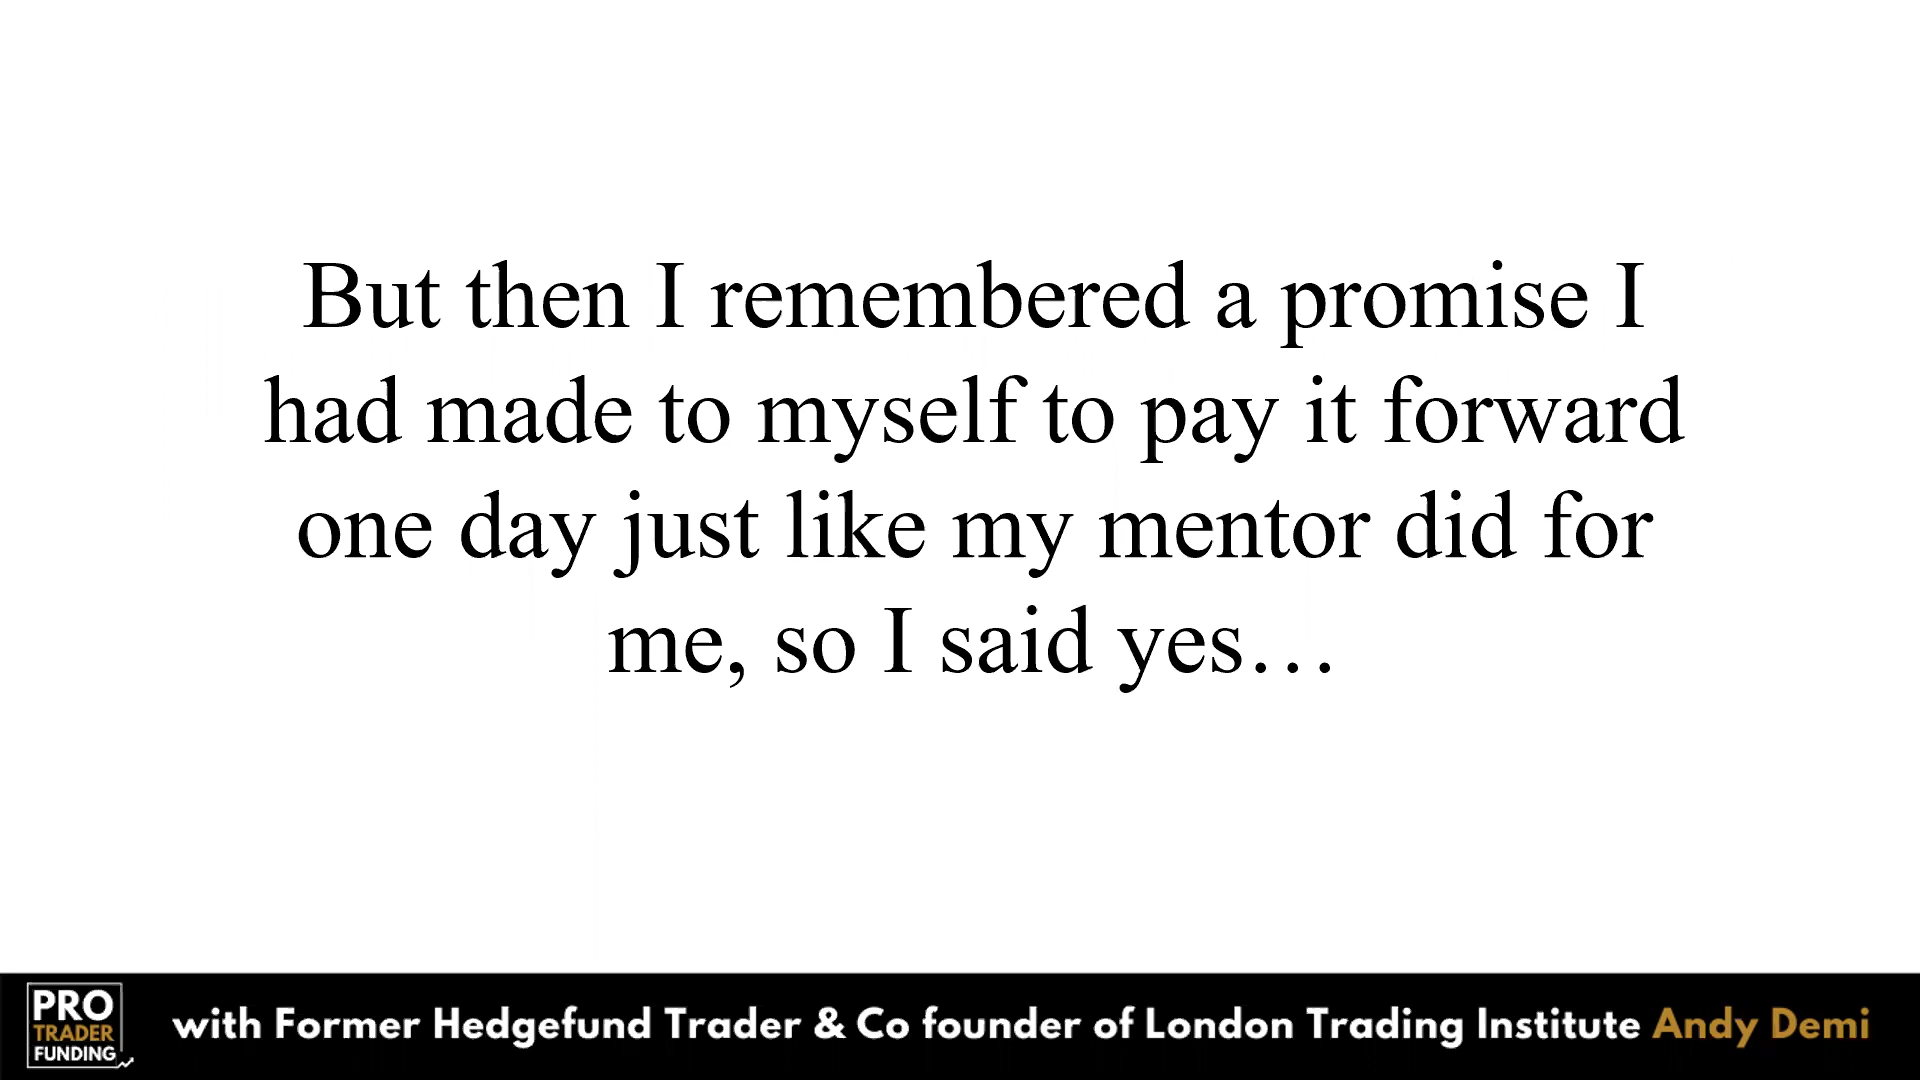 But then I remembered a promise I
had made to myself to pay it forward
one day just like my mentor did for
me, so I said yes…
PRO
TRADER
FUNDING
with Former Hedgefund Trader & Co founder of London Trading Institute Andy Demi